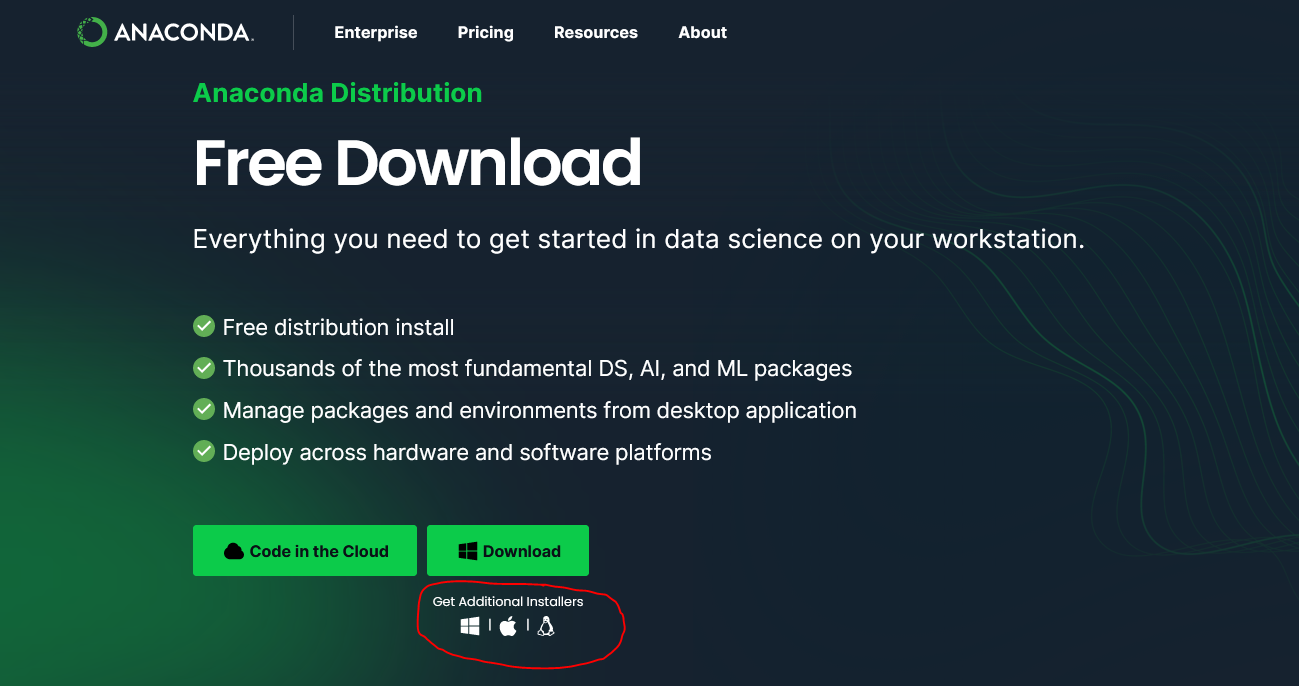 ANACONDA.
Enterprise Pricing Resources About
Anaconda Distribution
Free Download
Everything you need to get started in data science on your workstation.
Free distribution install
Thousands of the most fundamental DS, AI, and ML packages
Manage packages and environments from desktop application
Deploy across hardware and software platforms
Code in the Cloud Download
Get Additional Installers
| |